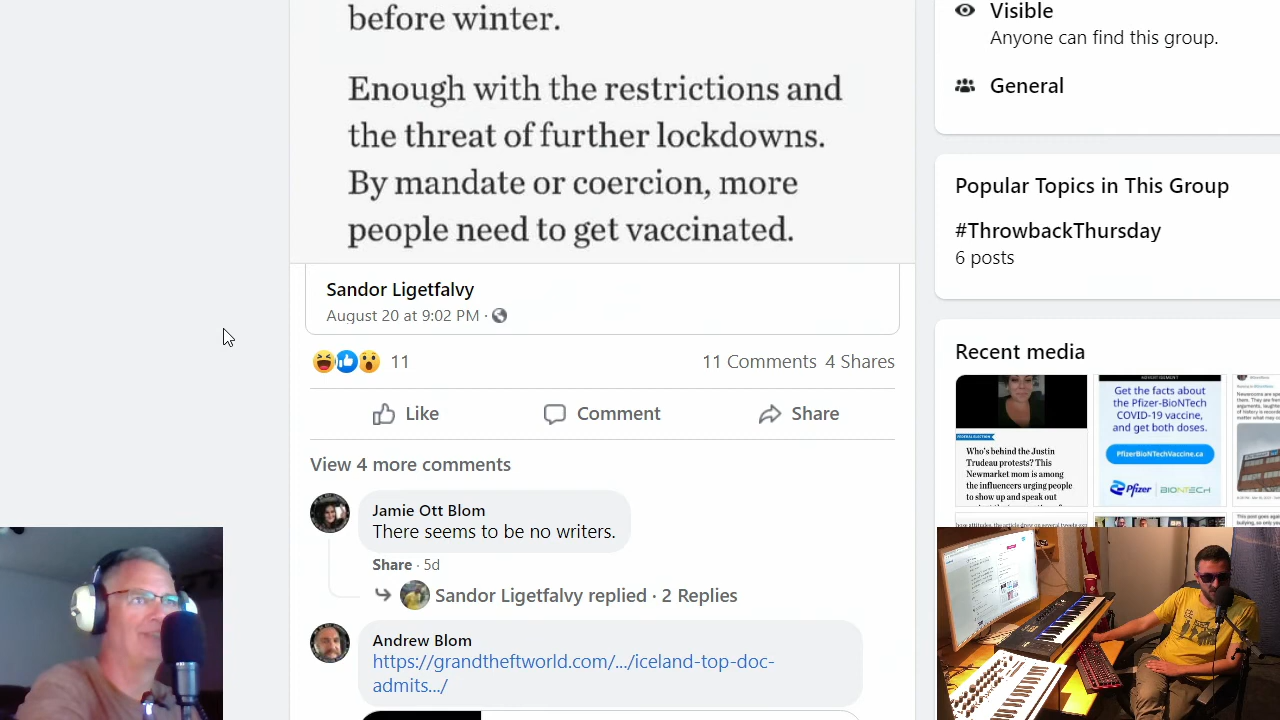 before winter.
Enough with the restrictions and
the threat of further lockdowns.
By mandate or coercion, more
people need to get vaccinated.
Sandor Ligetfalvy
August 20 at 9:02 PM ·
11
11 Comments 4 Shares
Like Comment Share
View 4 more comments
Jamie Ott Blom
There seems to be no writers.
Share · 5d
Sandor Ligetfalvy replied · 2 Replies
Andrew Blom
https://grandtheftworld.com/.../iceland-top-doc-
admits.../
Visible
Anyone can find this group.
General
Popular Topics in This Group
#ThrowbackThursday
6 posts
Recent media
FEDERAL ELECTION
Who's behind the Justin
Trudeau protests? This
Newmarket mom is among
the influencers urging people
to show up and speak out
Get the facts about
the Pfizer-BioNTech
COVID-19 vaccine,
and get both doses.
PfizerBioNTechVaccine.ca
Pfizer BIONTECH